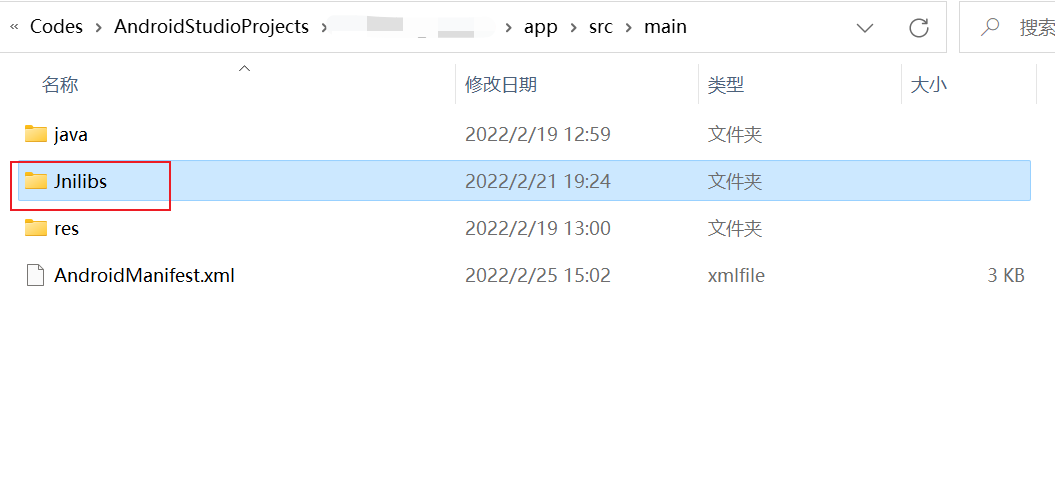 « Codes > AndroidStudioProjects > > app > src > main 搜索
名称 修改日期 类型 大小
java 2022/2/19 12:59 文件夹
Jnilibs 2022/2/21 19:24 文件夹
res 2022/2/19 13:00 文件夹
AndroidManifest.xml 2022/2/25 15:02 xmlfile 3 KB